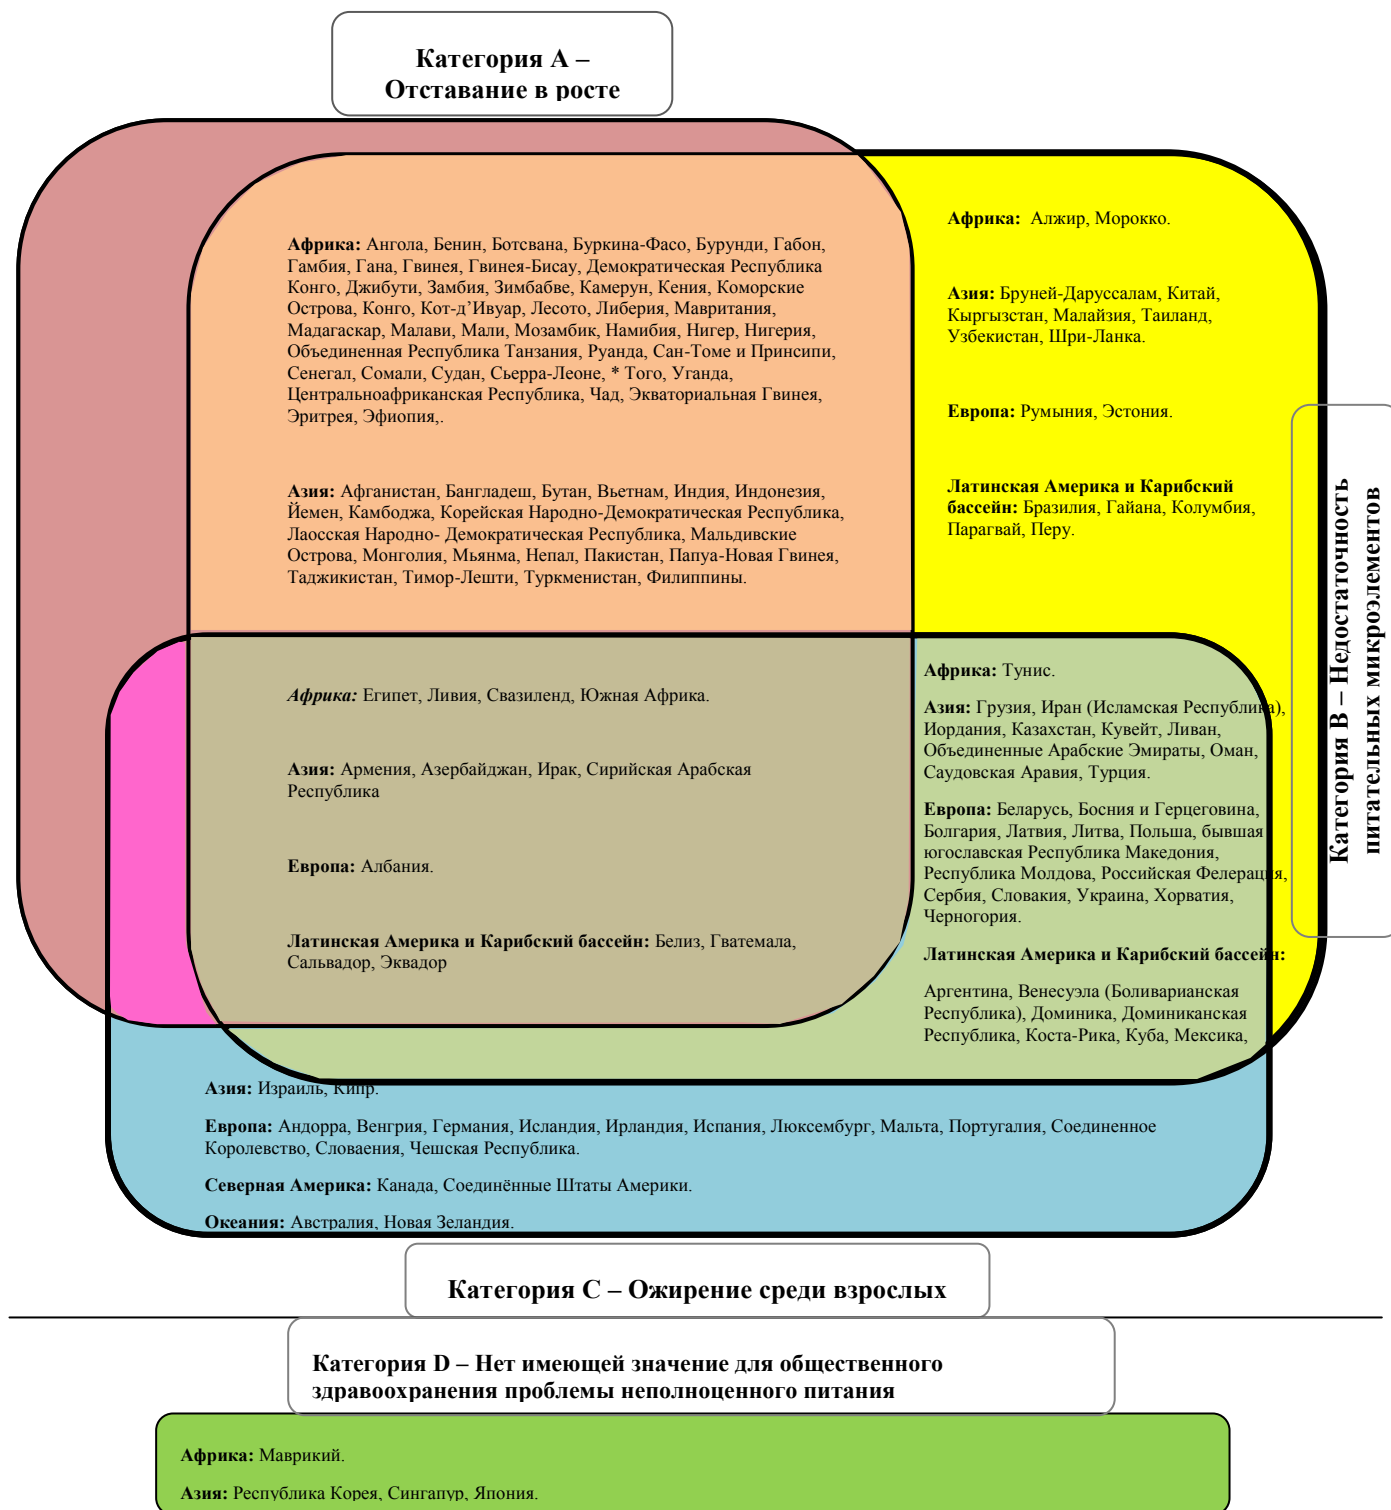 Категория A –
Отставание в росте
Африка: Ангола, Бенин, Ботсвана, Буркина-Фасо, Бурунди, Габон,
Гамбия, Гана, Гвинея, Гвинея-Бисау, Демократическая Республика
Конго, Джибути, Замбия, Зимбабве, Камерун, Кения, Коморские
Острова, Конго, Кот-д’Ивуар, Лесото, Либерия, Мавритания,
Мадагаскар, Малави, Мали, Мозамбик, Намибия, Нигер, Нигерия,
Объединенная Республика Танзания, Руанда, Сан-Томе и Принсипи,
Сенегал, Сомали, Судан, Сьерра-Леоне, * Того, Уганда,
Центральноафриканская Республика, Чад, Экваториальная Гвинея,
Эритрея, Эфиопия,.
Азия: Афганистан, Бангладеш, Бутан, Вьетнам, Индия, Индонезия,
Йемен, Камбоджа, Корейская Народно-Демократическая Республика,
Лаосская Народно- Демократическая Республика, Мальдивские
Острова, Монголия, Мьянма, Непал, Пакистан, Папуа-Новая Гвинея,
Таджикистан, Тимор-Лешти, Туркменистан, Филиппины.
Африка: Алжир, Морокко.
Азия: Бруней-Даруссалам, Китай,
Кыргызстан, Малайзия, Таиланд,
Узбекистан, Шри-Ланка.
Европа: Румыния, Эстония.
Латинская Америка и Карибский
бассейн: Бразилия, Гайана, Колумбия,
Парагвай, Перу.
Категория B – Недостаточность
питательных микроэлементов
Африка: Египет, Ливия, Свазиленд, Южная Африка.
Азия: Армения, Азербайджан, Ирак, Сирийская Арабская
Республика
Европа: Албания.
Латинская Америка и Карибский бассейн: Белиз, Гватемала,
Сальвадор, Эквадор
Африка: Тунис.
Азия: Грузия, Иран (Исламская Республика),
Иордания, Казахстан, Кувейт, Ливан,
Объединенные Арабские Эмираты, Оман,
Саудовская Аравия, Турция.
Европа: Беларусь, Босния и Герцеговина,
Болгария, Латвия, Литва, Польша, бывшая
югославская Республика Македония,
Республика Молдова, Российская Фелерация,
Сербия, Словакия, Украина, Хорватия,
Черногория.
Латинская Америка и Карибский бассейн:
Аргентина, Венесуэла (Боливарианская
Республика), Доминика, Доминиканская
Республика, Коста-Рика, Куба, Мексика,
Азия: Израиль, Кипр.
Европа: Андорра, Венгрия, Германия, Исландия, Ирландия, Испания, Люксембург, Мальта, Португалия, Соединенное
Королевство, Словаения, Чешская Республика.
Северная Америка: Канада, Соединённые Штаты Америки.
Океания: Австралия, Новая Зеландия.
Категория C – Ожирение среди взрослых
Категория D – Нет имеющей значение для общественного
здравоохранения проблемы неполноценного питания
Африка: Маврикий.
Азия: Республика Корея, Сингапур, Япония.